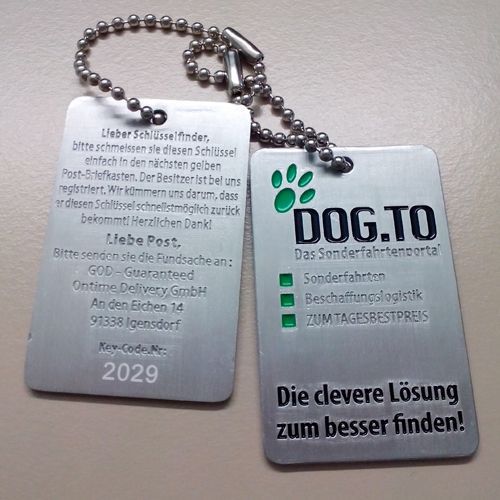 Lieber Schlüsselfinder,
bitte schmeissen sie diesen Schlüssel
einfach in den nächsten gelben
Post-Briefkasten. Der Besitzer ist bei uns
registriert. Wir kümmern uns darum, dass
er diesen Schlüssel schnellstmöglich zurück
bekommt! Herzlichen Dank!
Liebe Post,
Bitte senden sie die Fundsache an :
GOD - Guaranteed
Ontime Delivery GmbH
An den Eichen 14
91338 Igensdorf
Key-Code.Nr:
2029
DOG.TO
Das Sonderfahrtenportal
Sonderfahrten
Beschaffungslogistik
ZUM TAGESBESTPREIS
Die clevere Lösung
zum besser finden!